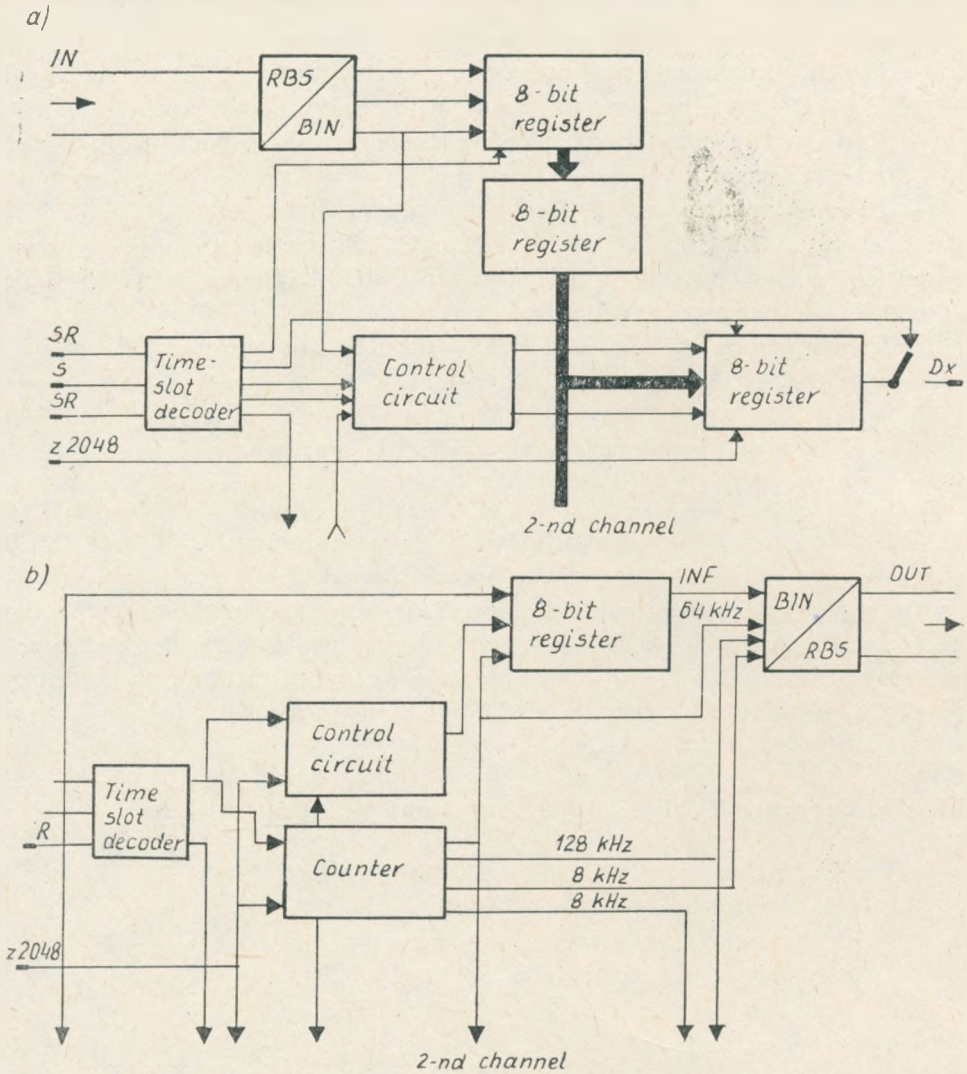 a)
IN
RBS
BIN
8-bit
register
8-bit
register
SR
S
SR
z 2048
Time-
slot
decoder
Control
circuit
8-bit
register
Dx
2-nd channel
b)
8-bit
register
INF
64 kHz
BIN
RBS
OUT
Control
circuit
Time
slot
decoder
R
Counter
128 kHz
8 kHz
8 kHz
z2048
2-nd channel